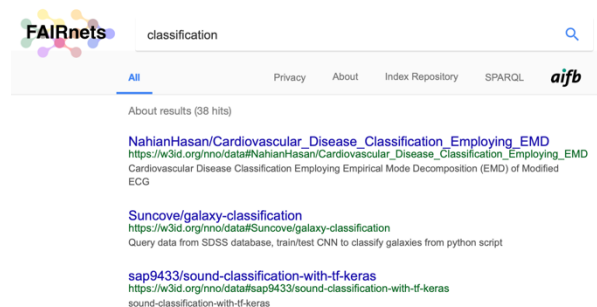 FAIRnets
classification
All Privacy About Index Repository SPARQL aifb
About results (38 hits)
NahianHasan/Cardiovascular_Disease_Classification_Employing_EMD
https://w3id.org/nno/data#NahianHasan/Cardiovascular_Disease_Classification_Employing_EMD
Cardiovascular Disease Classification Employing Empirical Mode Decomposition (EMD) of Modified
ECG
Suncove/galaxy-classification
https://w3id.org/nno/data#Suncove/galaxy-classification
Query data from SDSS database, train/test CNN to classify galaxies from python script
sap9433/sound-classification-with-tf-keras
https://w3id.org/nno/data#sap9433/sound-classification-with-tf-keras
sound-classification-with-tf-keras